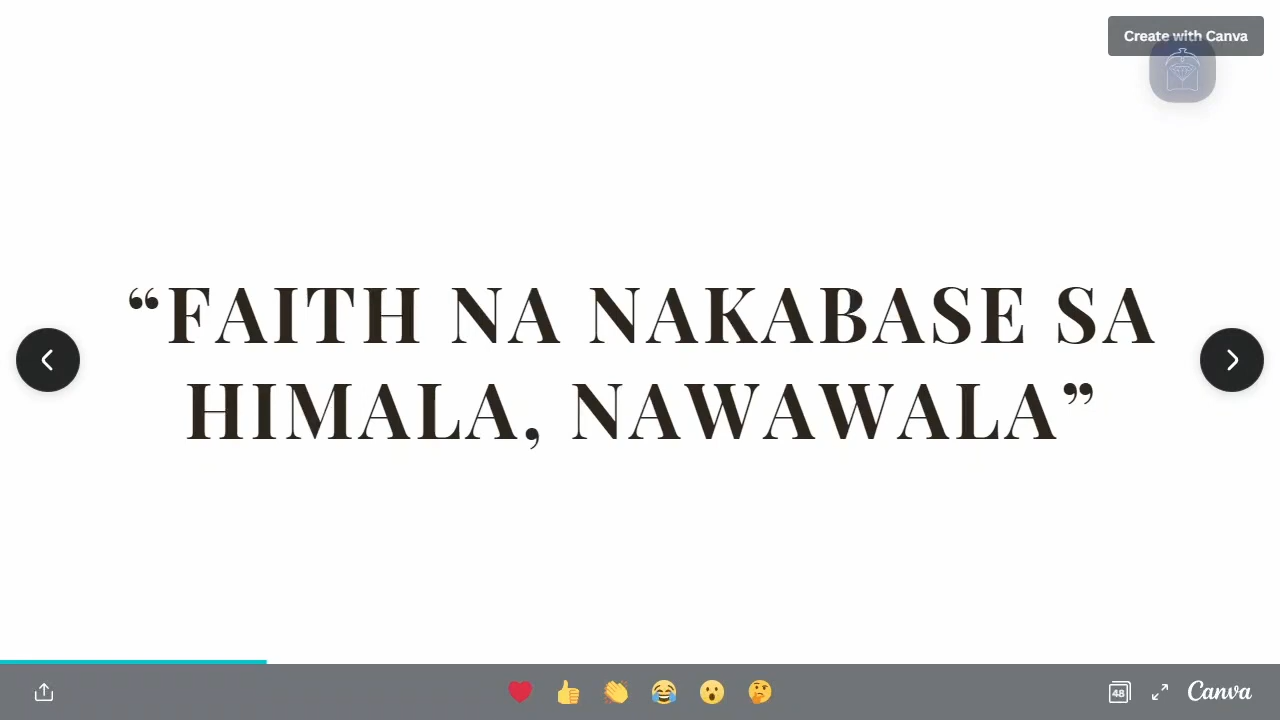 Create with Canva
“FAITH NA NAKABASE SA
HIMALA, NAWAWALA”
48
Canva